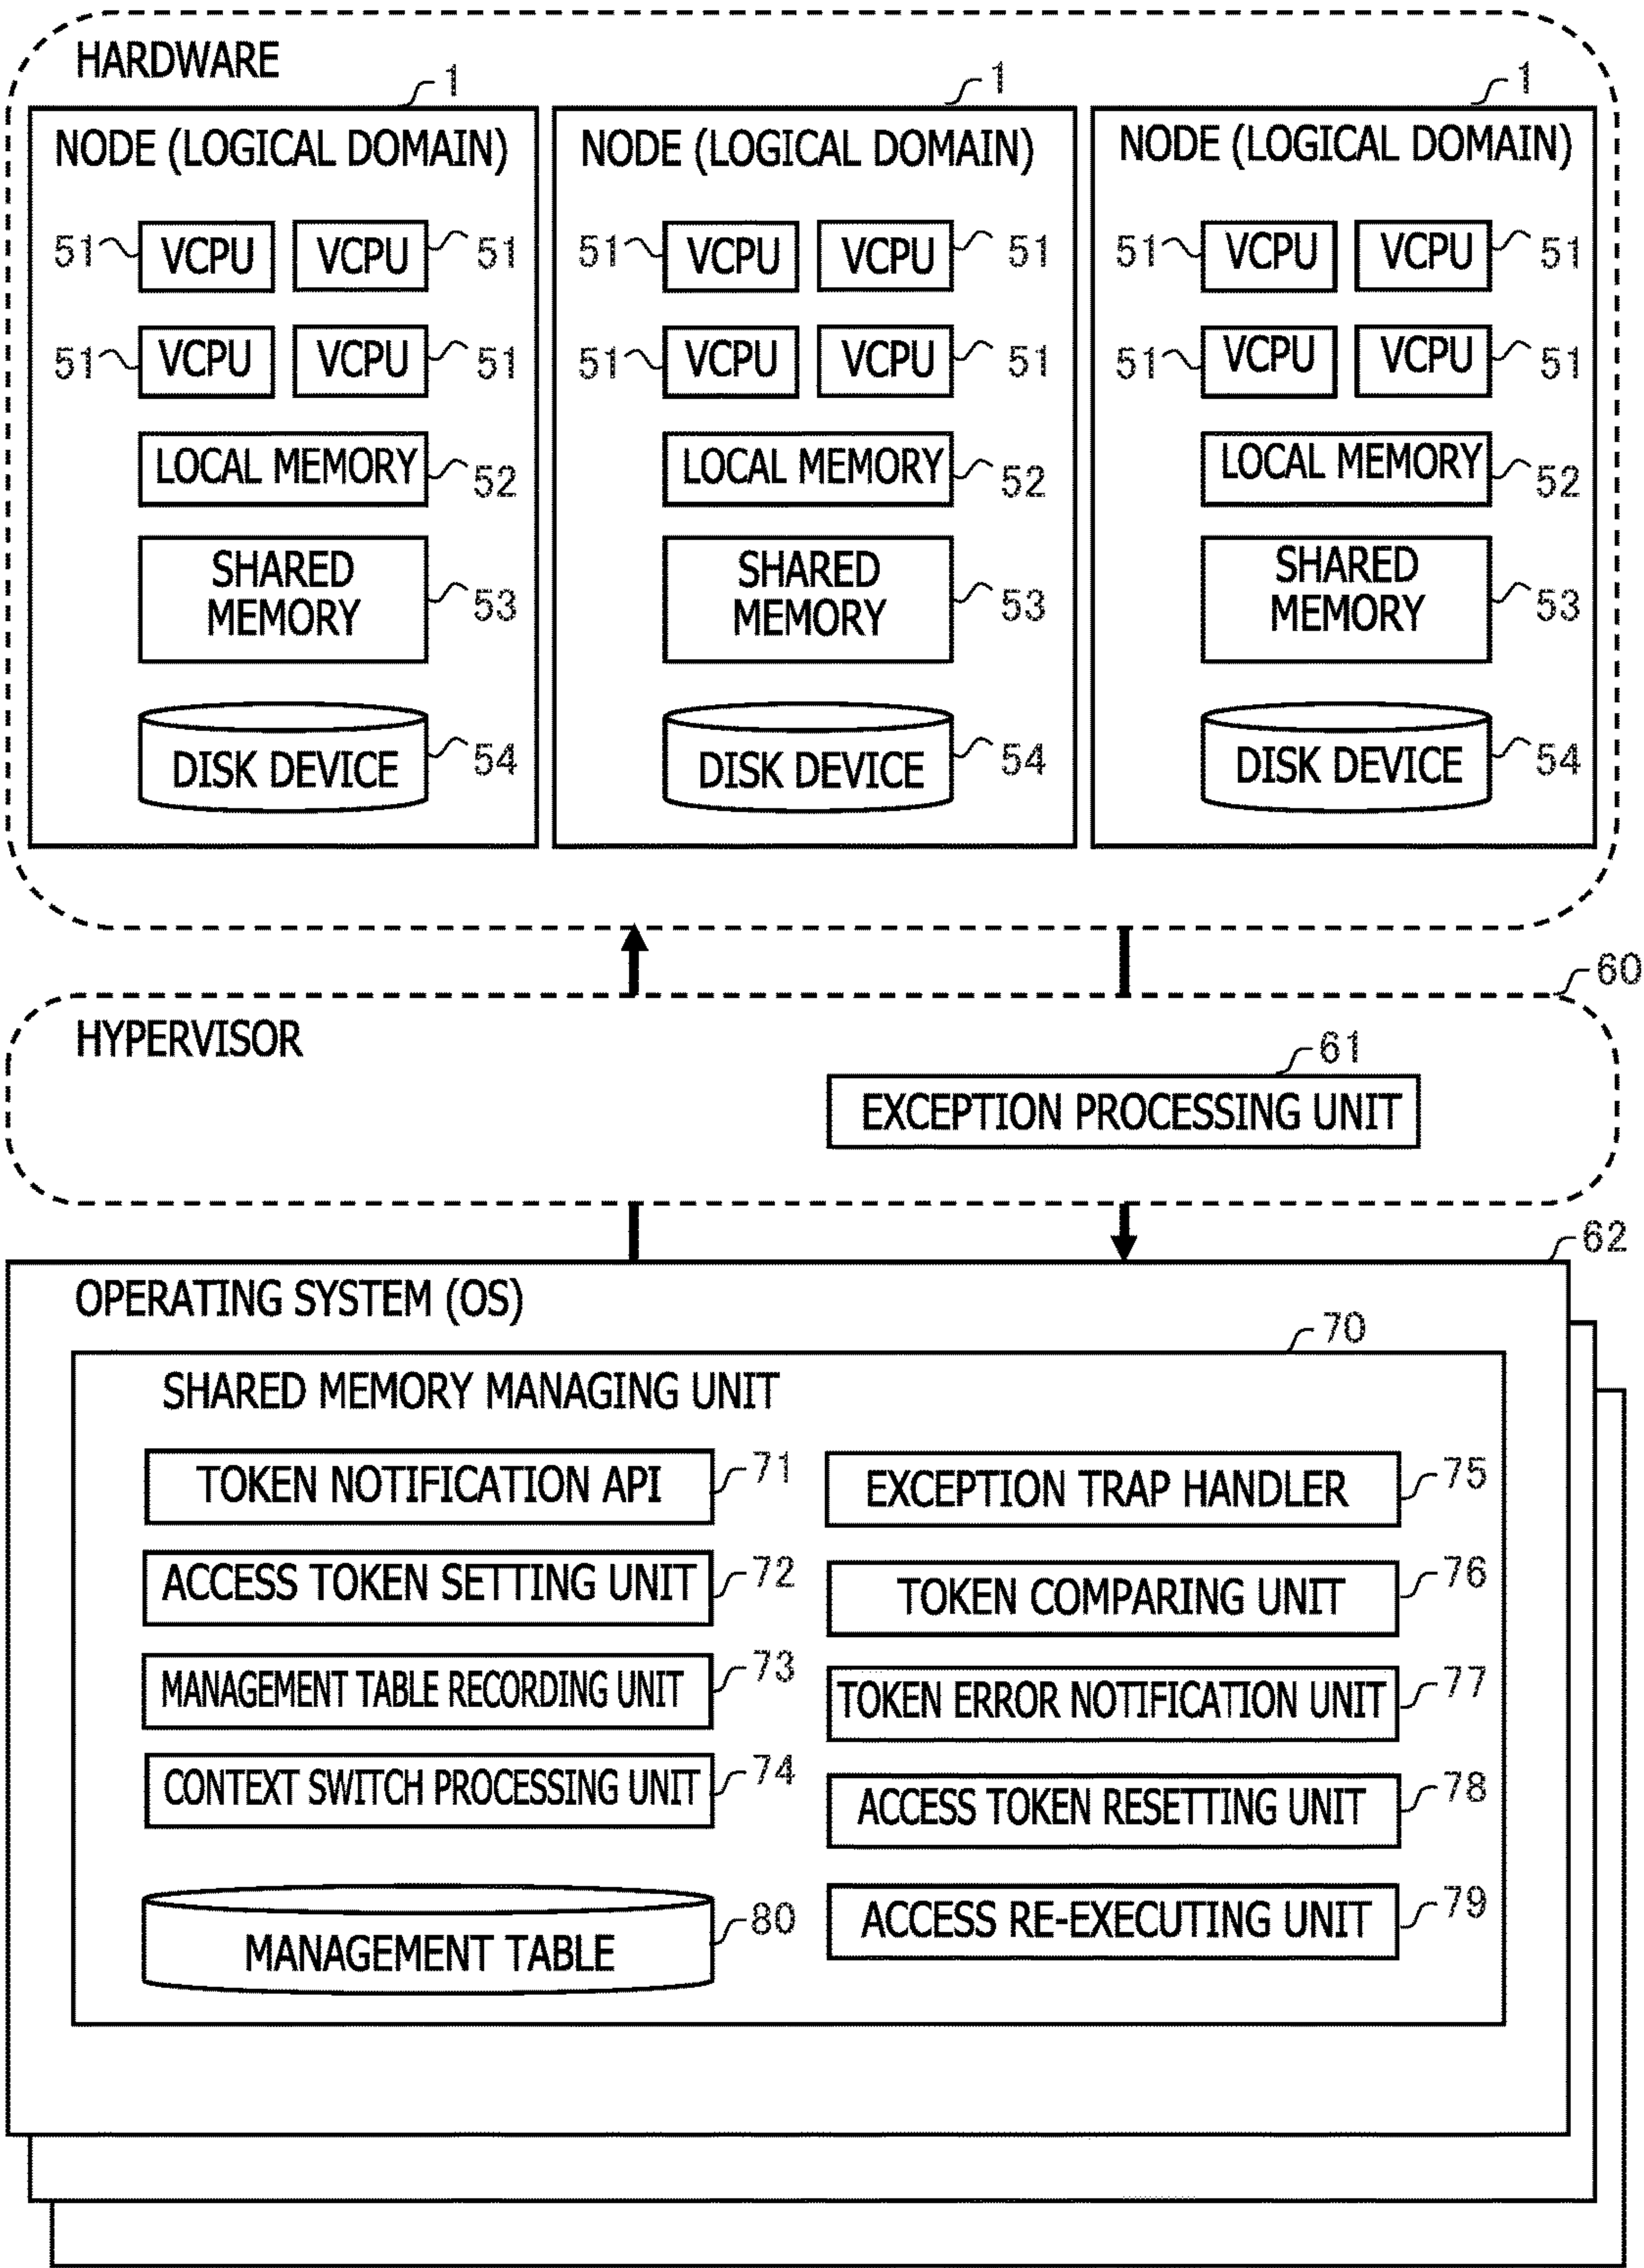 HARDWARE
1 1 1
NODE (LOGICAL DOMAIN) NODE (LOGICAL DOMAIN) NODE (LOGICAL DOMAIN)
51 VCPU VCPU 51 51 VCPU VCPU 51 51 VCPU VCPU 51
51 VCPU VCPU 51 51 VCPU VCPU 51 51 VCPU VCPU 51
LOCAL MEMORY 52 LOCAL MEMORY 52 LOCAL MEMORY 52
SHARED SHARED SHARED
MEMORY 53 MEMORY 53 MEMORY 53
DISK DEVICE 54 DISK DEVICE 54 DISK DEVICE 54
60
HYPERVISOR
61
EXCEPTION PROCESSING UNIT
62
OPERATING SYSTEM (OS)
70
SHARED MEMORY MANAGING UNIT
TOKEN NOTIFICATION API 71
ACCESS TOKEN SETTING UNIT 72
MANAGEMENT TABLE RECORDING UNIT 73
CONTEXT SWITCH PROCESSING UNIT 74
MANAGEMENT TABLE 80
EXCEPTION TRAP HANDLER 75
TOKEN COMPARING UNIT 76
TOKEN ERROR NOTIFICATION UNIT 77
ACCESS TOKEN RESETTING UNIT 78
ACCESS RE-EXECUTING UNIT 79